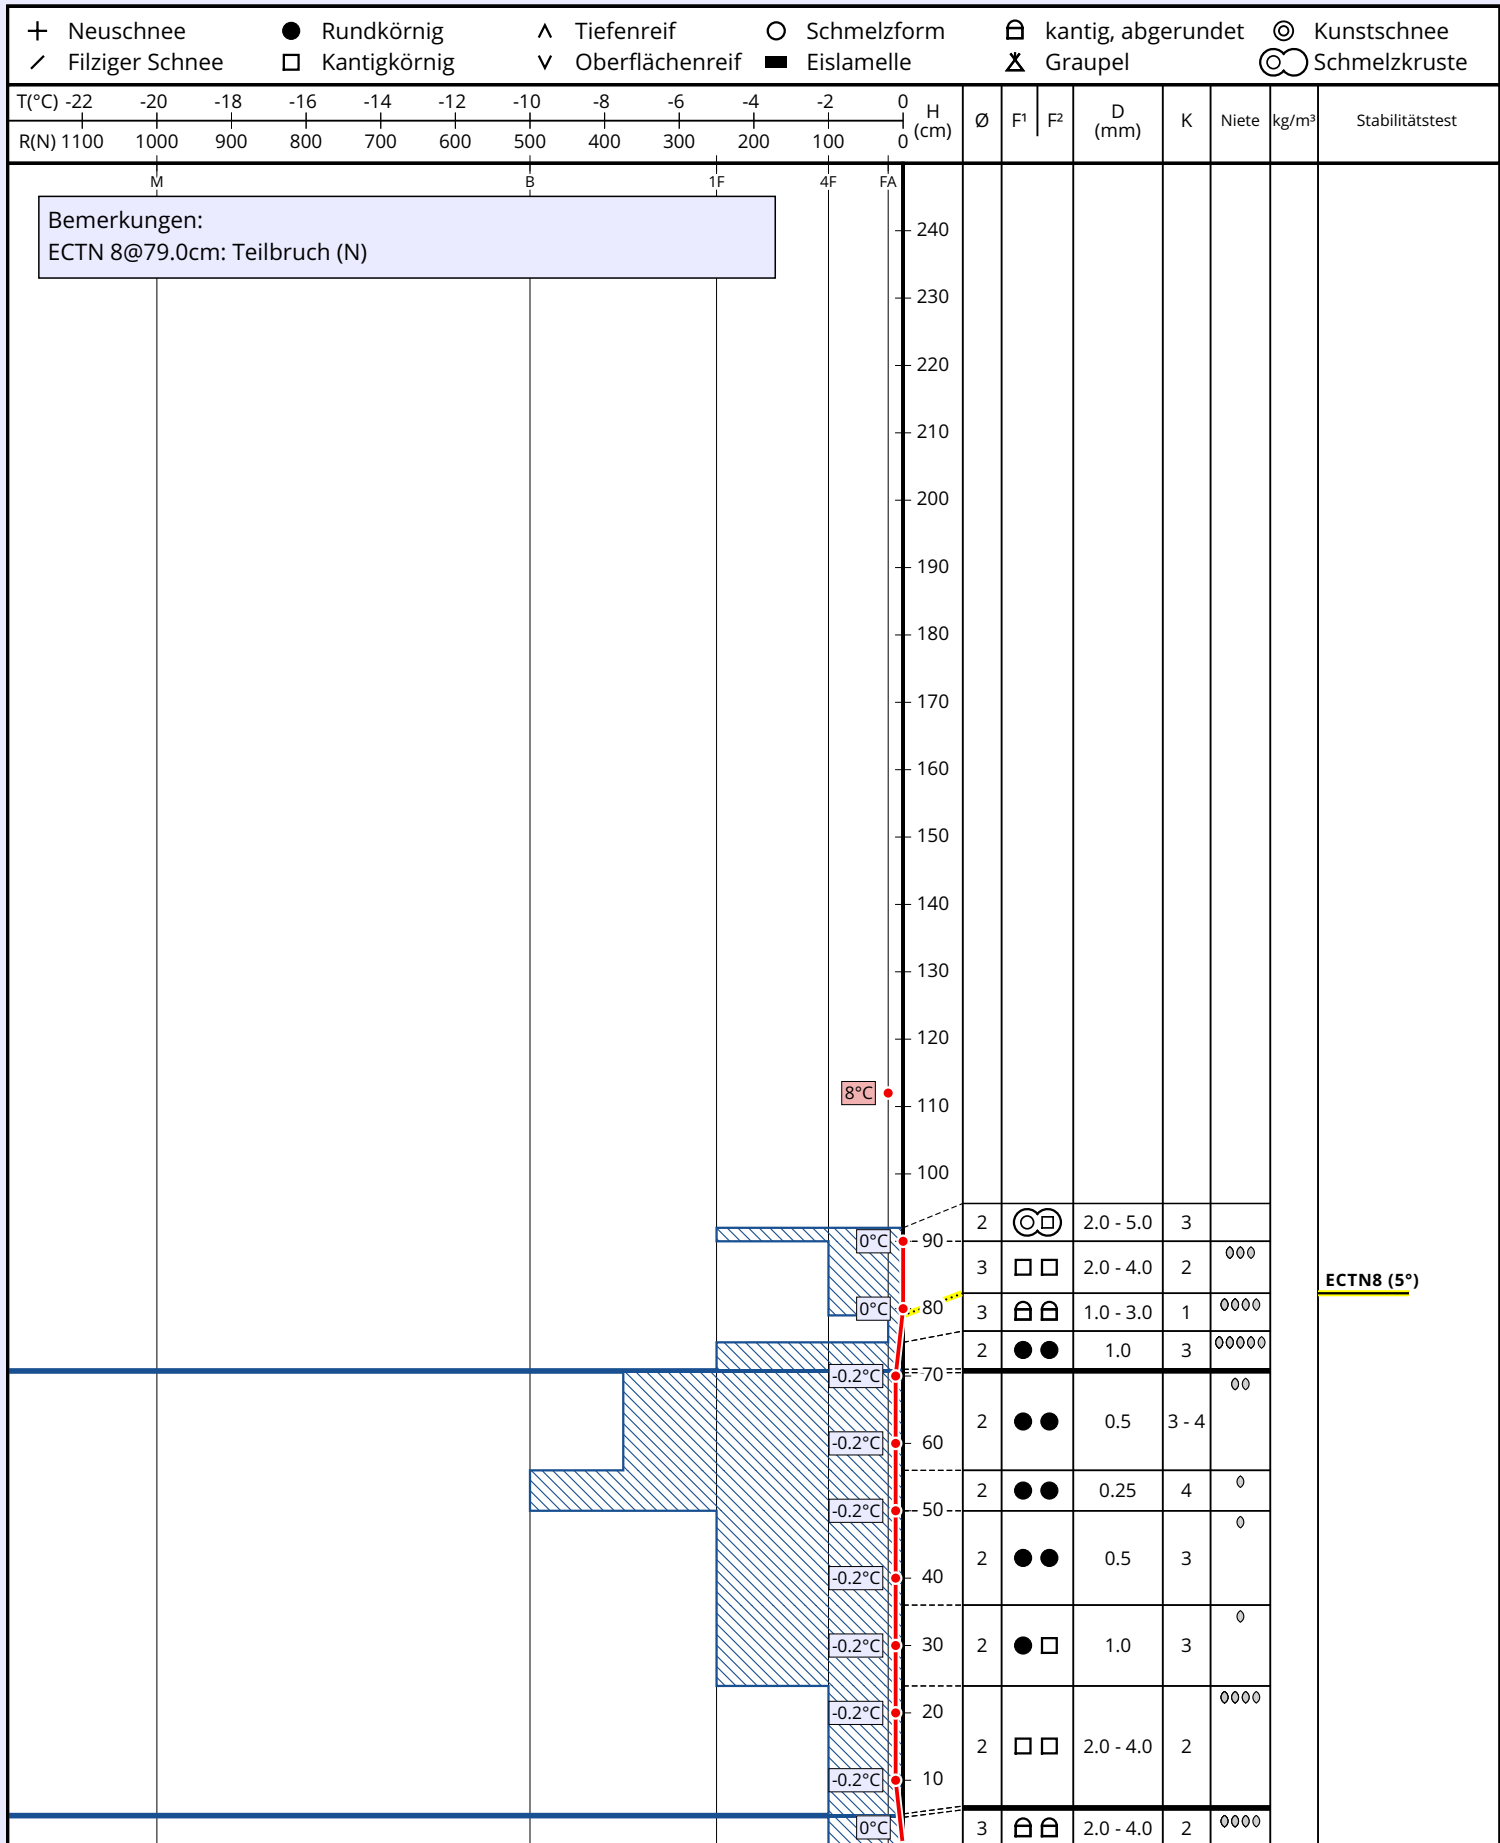 Neuschnee Rundkörnig Tiefenreif Schmelzform kantig, abgerundet Kunstschnee
Filziger Schnee Kantigkörnig Oberflächenreif Eislamelle Graupel Schmelzkruste
T(°C) -22 -20 -18 -16 -14 -12 -10 -8 -6 -4 -2 0
R(N) 1100 1000 900 800 700 600 500 400 300 200 100 0
H (cm) Ø F¹ F² D (mm) K Niete kg/m³ Stabilitätstest
M B 1F 4F FA
Bemerkungen:
ECTN 8@79.0cm: Teilbruch (N)
240
230
220
210
200
190
180
170
160
150
140
130
120
8°C
110
100
2 2.0 - 5.0 3
0°C 90
3 2.0 - 4.0 2
ECTN8 (5°)
0°C 80
3 1.0 - 3.0 1
2 1.0 3
-0.2°C 70
2 0.5 3 - 4
-0.2°C 60
2 0.25 4
-0.2°C 50
2 0.5 3
-0.2°C 40
-0.2°C 30 2 1.0 3
-0.2°C 20
2 2.0 - 4.0 2
-0.2°C 10
0°C 3 2.0 - 4.0 2